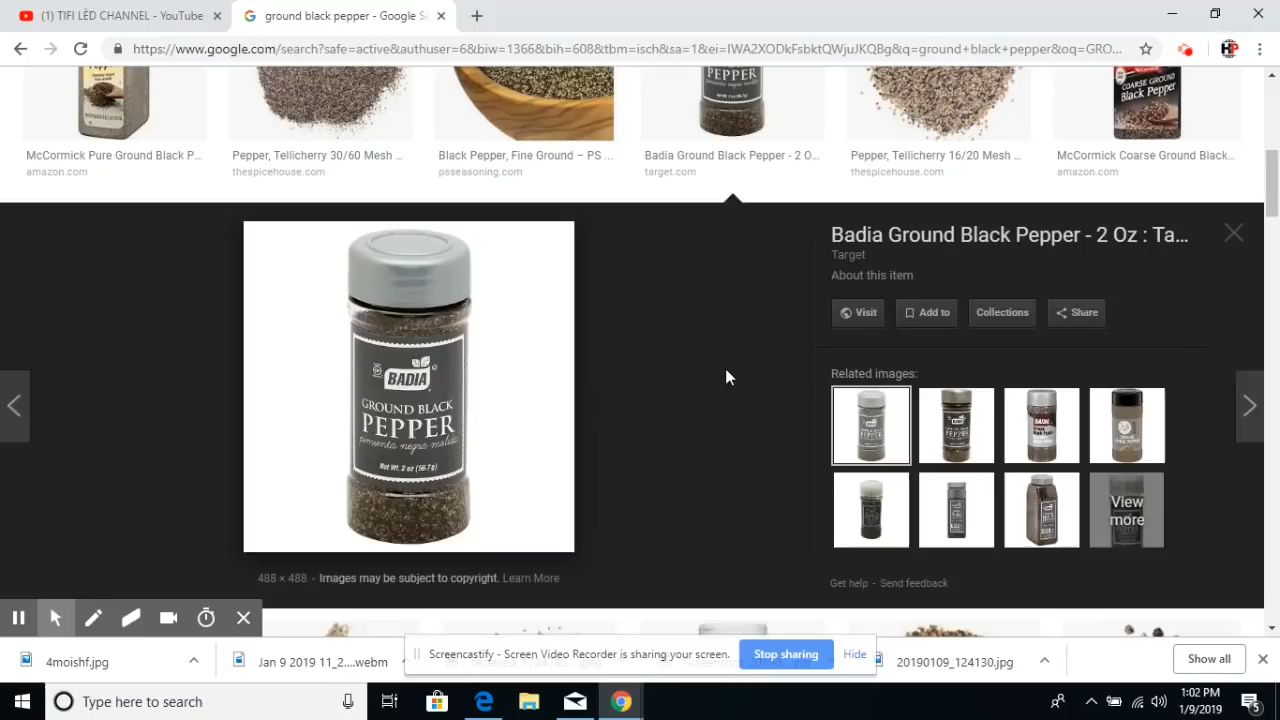 (1) TIFI LÈD CHANNEL - YouTube
ground black pepper - Google Se
https://www.google.com/search?safe=active&authuser=6&biw=1366&bih=608&tbm=isch&sa=1&ei=IWA2XODkFsbktQWjuJKQBg&q=ground+black+pepper&oq=GRO...
PEPPER
COARSE GROUND
Black Pepper
McCormick Pure Ground Black P...
Pepper, Tellicherry 30/60 Mesh ...
Black Pepper, Fine Ground – PS ...
Badia Ground Black Pepper - 2 O...
Pepper, Tellicherry 16/20 Mesh ...
McCormick Coarse Ground Black...
amazon.com
thespicehouse.com
psseasoning.com
target.com
thespicehouse.com
amazon.com
BADIA
GROUND BLACK
PEPPER
pimienta negra molida
Net Wt. 2 oz (56.7g)
Badia Ground Black Pepper - 2 Oz : Ta...
Target
About this item
Visit
Add to
Collections
Share
Related images:
View
more
488 × 488 - Images may be subject to copyright. Learn More
Get help - Send feedback
4moishf.jpg
Jan 9 2019 11_2....webm
Screencastify - Screen Video Recorder is sharing your screen.
Stop sharing
Hide
20190109_124130.jpg
Show all
Type here to search
1:02 PM
1/9/2019
5